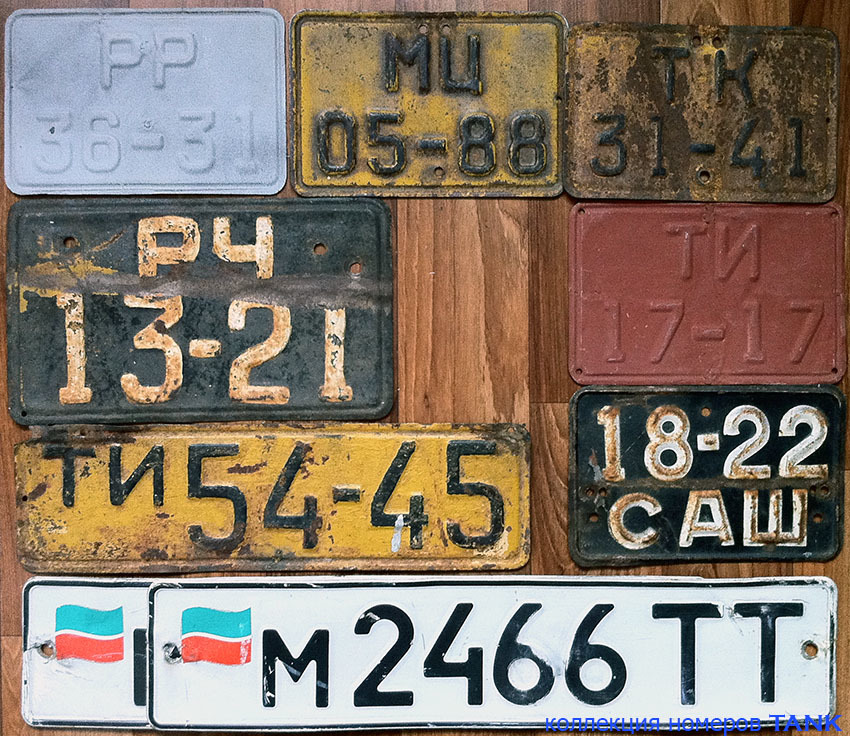 РР
36-31
МЦ
05-88
ТК
31-41
РЧ
13-21
ТИ
17-17
ТИ 54-45
18-22
САШ
м 2466 ТТ
коллекция номеров TANK